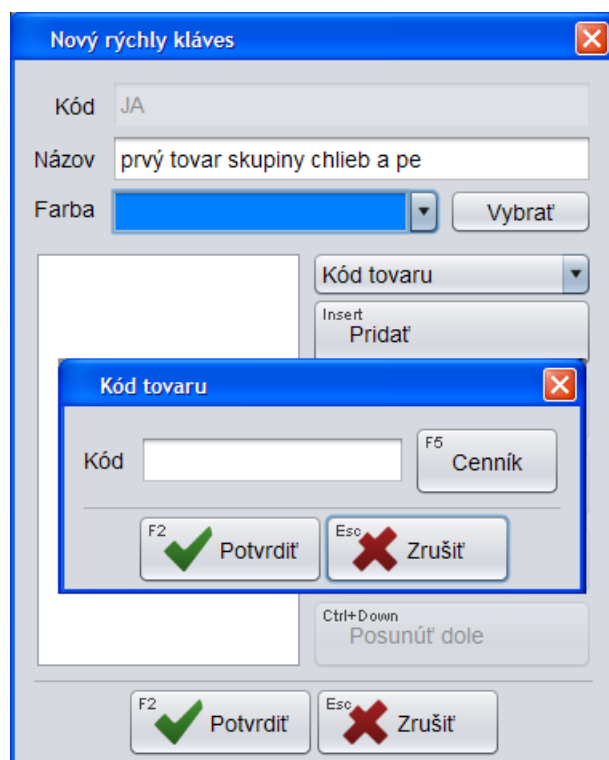 Nový rýchly kláves
Kód JA
Názov prvý tovar skupiny chlieb a pe
Farba Vybrať
Kód tovaru
Insert
Pridať
Kód tovaru
Kód F5 Cenník
F2 Potvrdiť Esc Zrušiť
Ctrl+Down
Posunúť dole
F2 Potvrdiť Esc Zrušiť